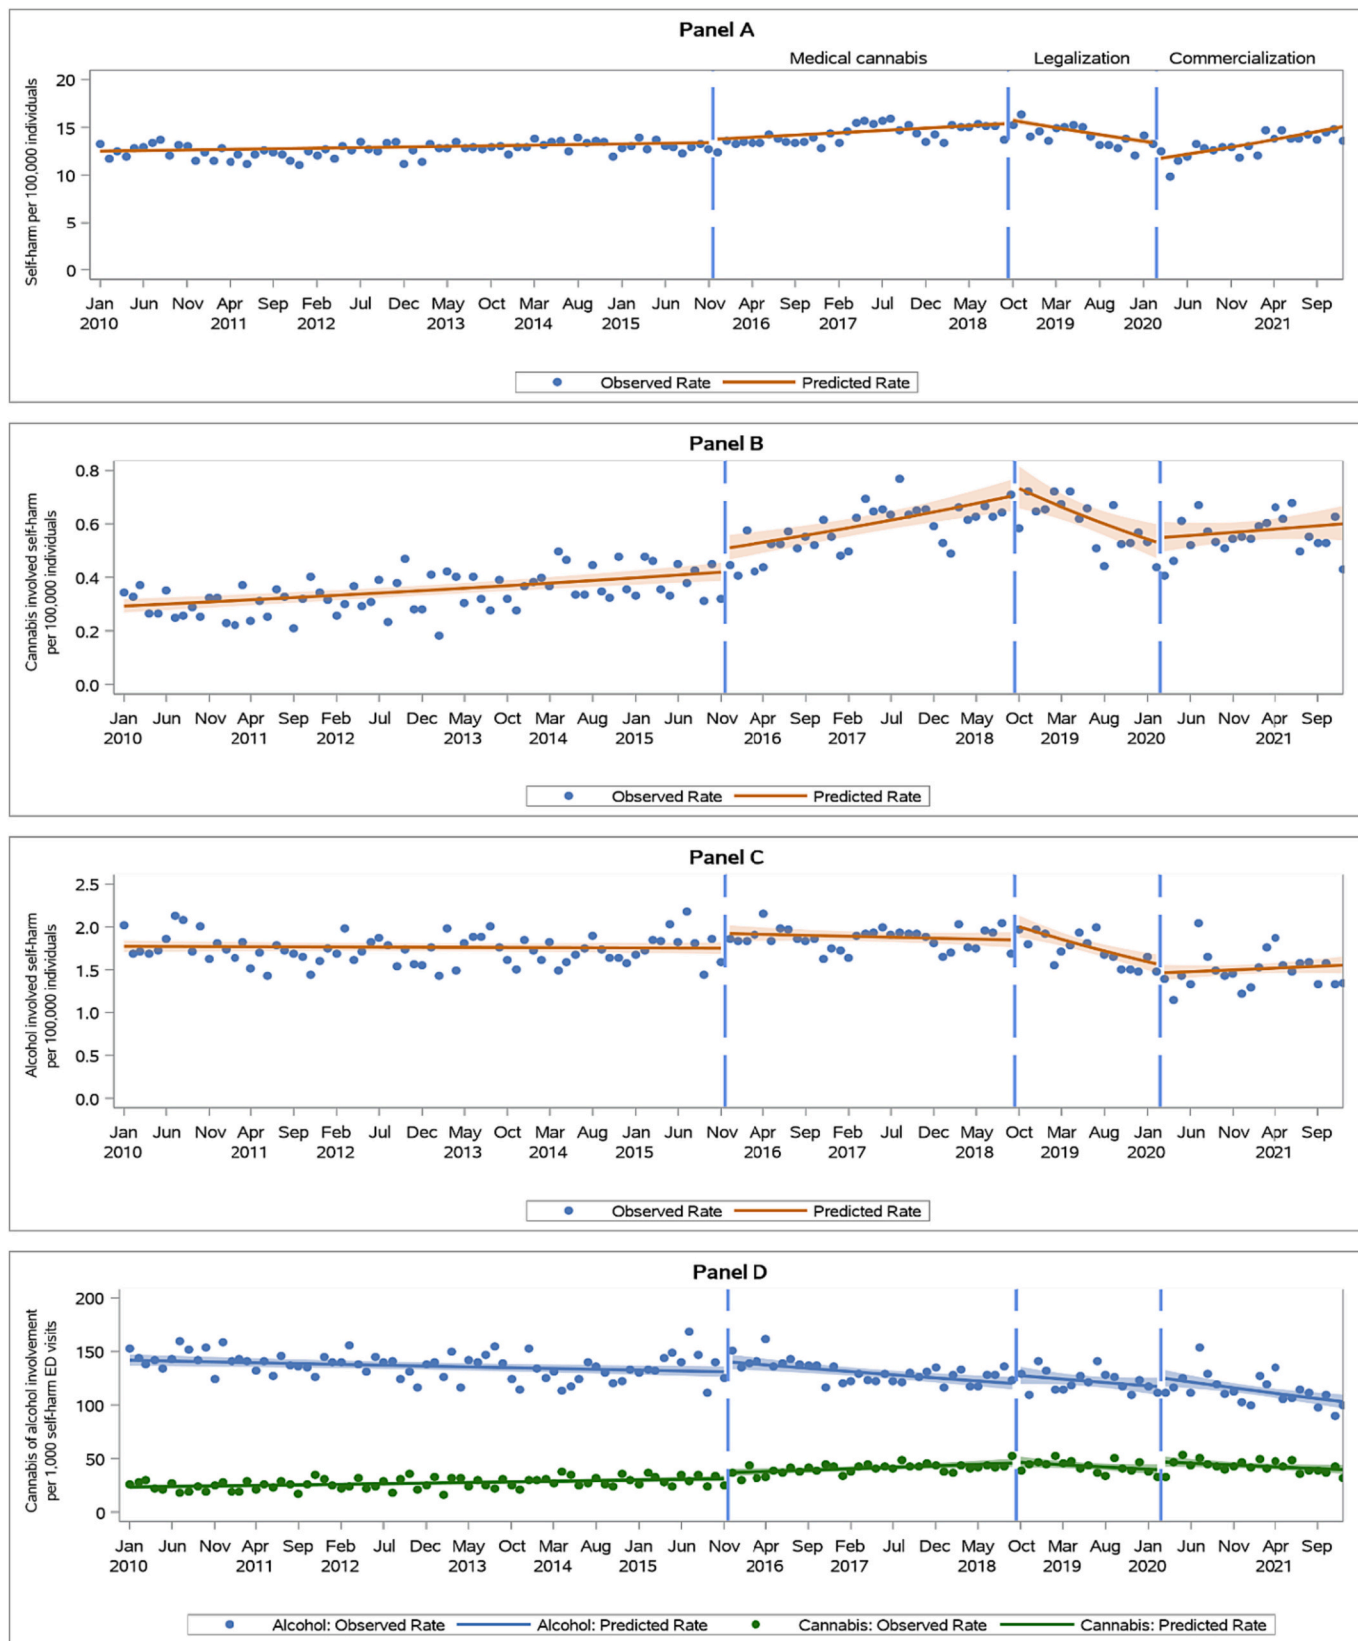 Panel A
Medical cannabis Legalization Commercialization
Self-harm per 100,000 individuals
20
15
10
5
0
Jan Jun Nov Apr Sep Feb Jul Dec May Oct Mar Aug Jan Jun Nov Apr Sep Feb Jul Dec May Oct Mar Aug Jan Jun Nov Apr Sep
2010 2011 2012 2013 2014 2015 2016 2017 2018 2019 2020 2021
Observed Rate Predicted Rate
Panel B
Cannabis involved self-harm
per 100,000 individuals
0.8
0.6
0.4
0.2
0.0
Jan Jun Nov Apr Sep Feb Jul Dec May Oct Mar Aug Jan Jun Nov Apr Sep Feb Jul Dec May Oct Mar Aug Jan Jun Nov Apr Sep
2010 2011 2012 2013 2014 2015 2016 2017 2018 2019 2020 2021
Observed Rate Predicted Rate
Panel C
Alcohol involved self-harm
per 100,000 individuals
2.5
2.0
1.5
1.0
0.5
0.0
Jan Jun Nov Apr Sep Feb Jul Dec May Oct Mar Aug Jan Jun Nov Apr Sep Feb Jul Dec May Oct Mar Aug Jan Jun Nov Apr Sep
2010 2011 2012 2013 2014 2015 2016 2017 2018 2019 2020 2021
Observed Rate Predicted Rate
Panel D
Cannabis of alcohol involvement
per 1,000 self-harm ED visits
200
150
100
50
0
Jan Jun Nov Apr Sep Feb Jul Dec May Oct Mar Aug Jan Jun Nov Apr Sep Feb Jul Dec May Oct Mar Aug Jan Jun Nov Apr Sep
2010 2011 2012 2013 2014 2015 2016 2017 2018 2019 2020 2021
Alcohol: Observed Rate Alcohol: Predicted Rate Cannabis: Observed Rate Cannabis: Predicted Rate